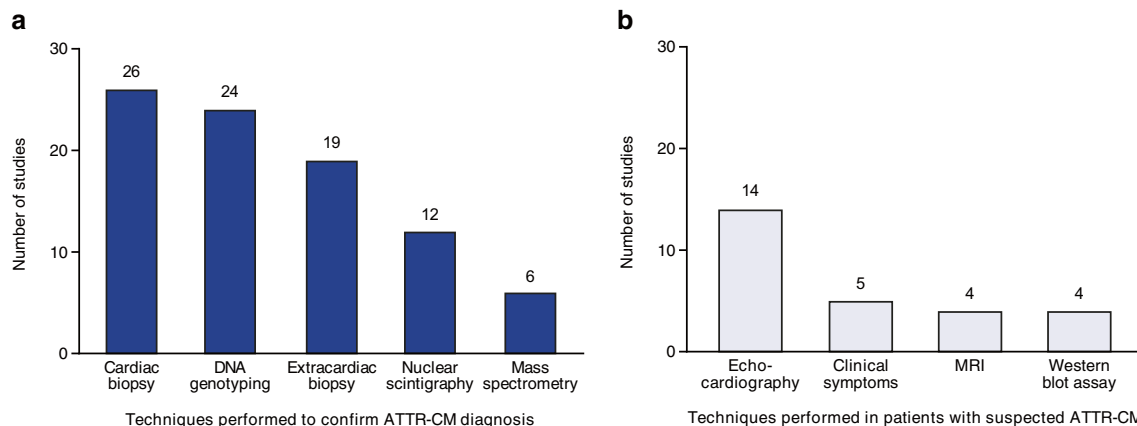 a
30
20
10
0
Number of studies
26
24
19
12
6
Cardiac
biopsy
DNA
genotyping
Extracardiac
biopsy
Nuclear
scintigraphy
Mass
spectrometry
Techniques performed to confirm ATTR-CM diagnosis
b
30
20
10
0
Number of studies
14
5
4
4
Echo-
cardiography
Clinical
symptoms
MRI
Western
blot assay
Techniques performed in patients with suspected ATTR-CM